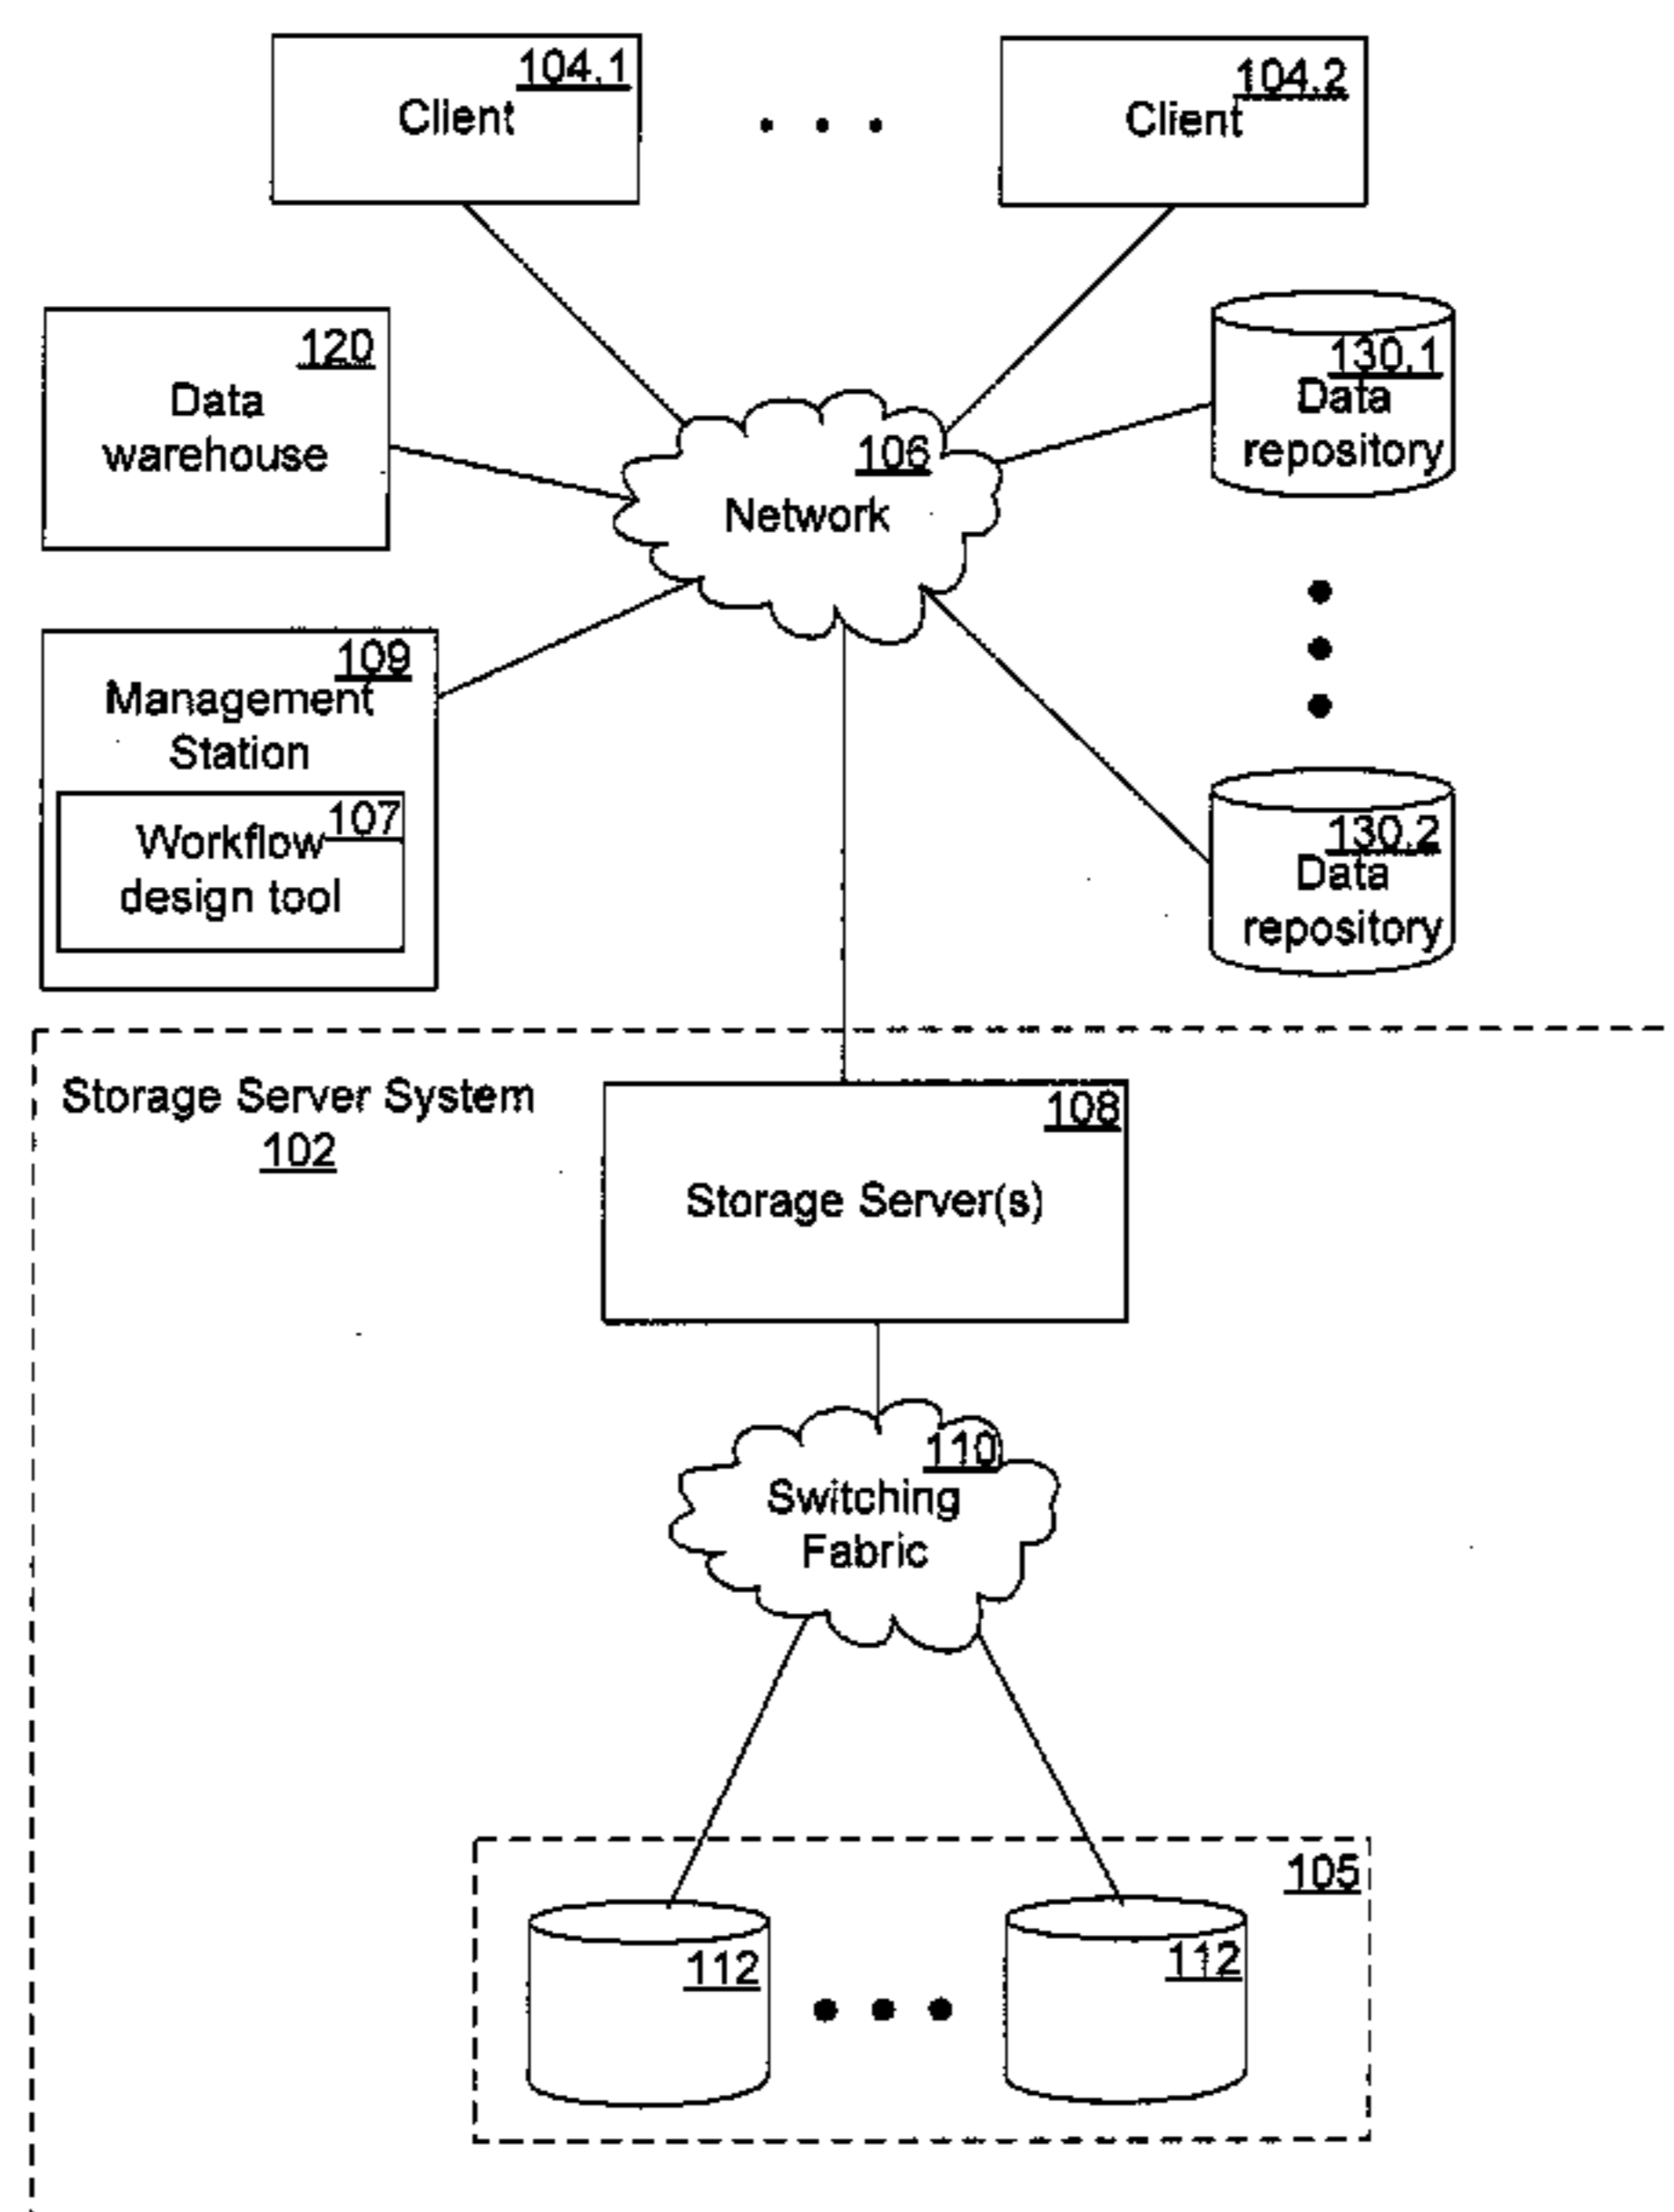 104.1
Client
104.2
Client
120
Data
warehouse
130.1
Data
repository
106
Network
109
Management
Station
107
Workflow
design tool
130.2
Data
repository
Storage Server System
102
108
Storage Server(s)
110
Switching
Fabric
105
112
112